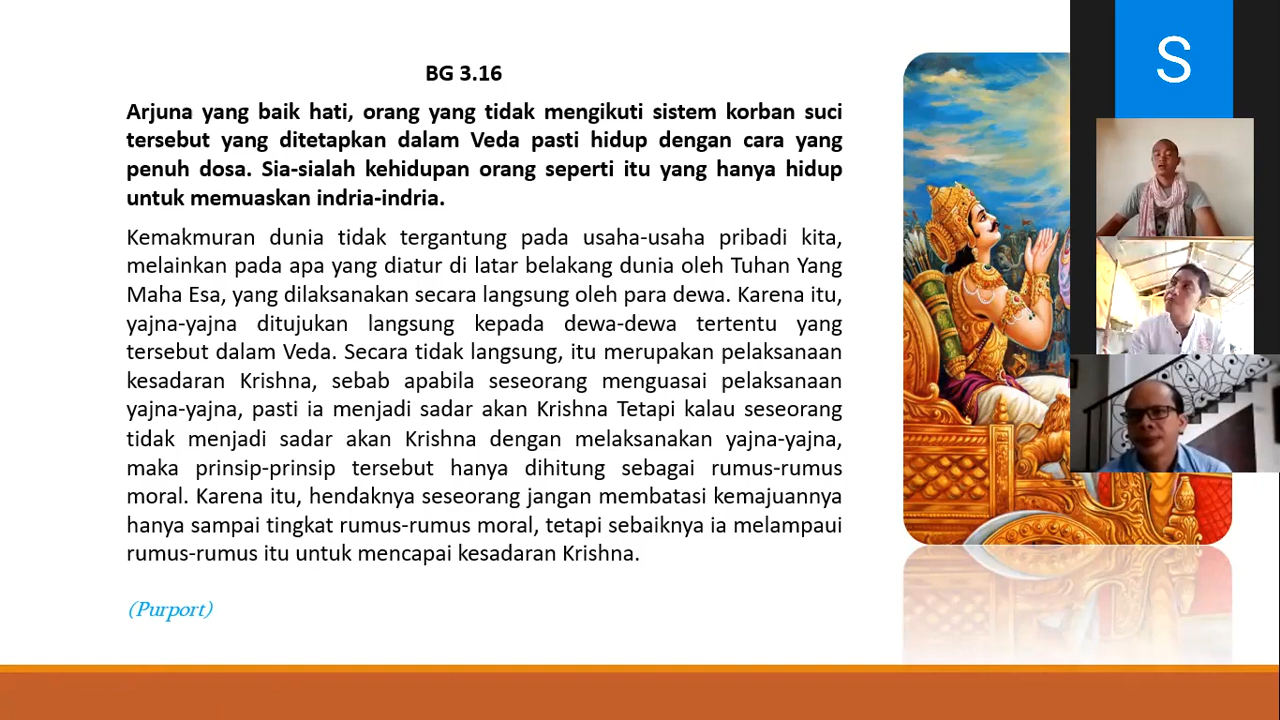 BG 3.16
Arjuna yang baik hati, orang yang tidak mengikuti sistem korban suci
tersebut yang ditetapkan dalam Veda pasti hidup dengan cara yang
penuh dosa. Sia-sialah kehidupan orang seperti itu yang hanya hidup
untuk memuaskan indria-indria.
Kemakmuran dunia tidak tergantung pada usaha-usaha pribadi kita,
melainkan pada apa yang diatur di latar belakang dunia oleh Tuhan Yang
Maha Esa, yang dilaksanakan secara langsung oleh para dewa. Karena itu,
yajna-yajna ditujukan langsung kepada dewa-dewa tertentu yang
tersebut dalam Veda. Secara tidak langsung, itu merupakan pelaksanaan
kesadaran Krishna, sebab apabila seseorang menguasai pelaksanaan
yajna-yajna, pasti ia menjadi sadar akan Krishna Tetapi kalau seseorang
tidak menjadi sadar akan Krishna dengan melaksanakan yajna-yajna,
maka prinsip-prinsip tersebut hanya dihitung sebagai rumus-rumus
moral. Karena itu, hendaknya seseorang jangan membatasi kemajuannya
hanya sampai tingkat rumus-rumus moral, tetapi sebaiknya ia melampaui
rumus-rumus itu untuk mencapai kesadaran Krishna.
(Purport)
S